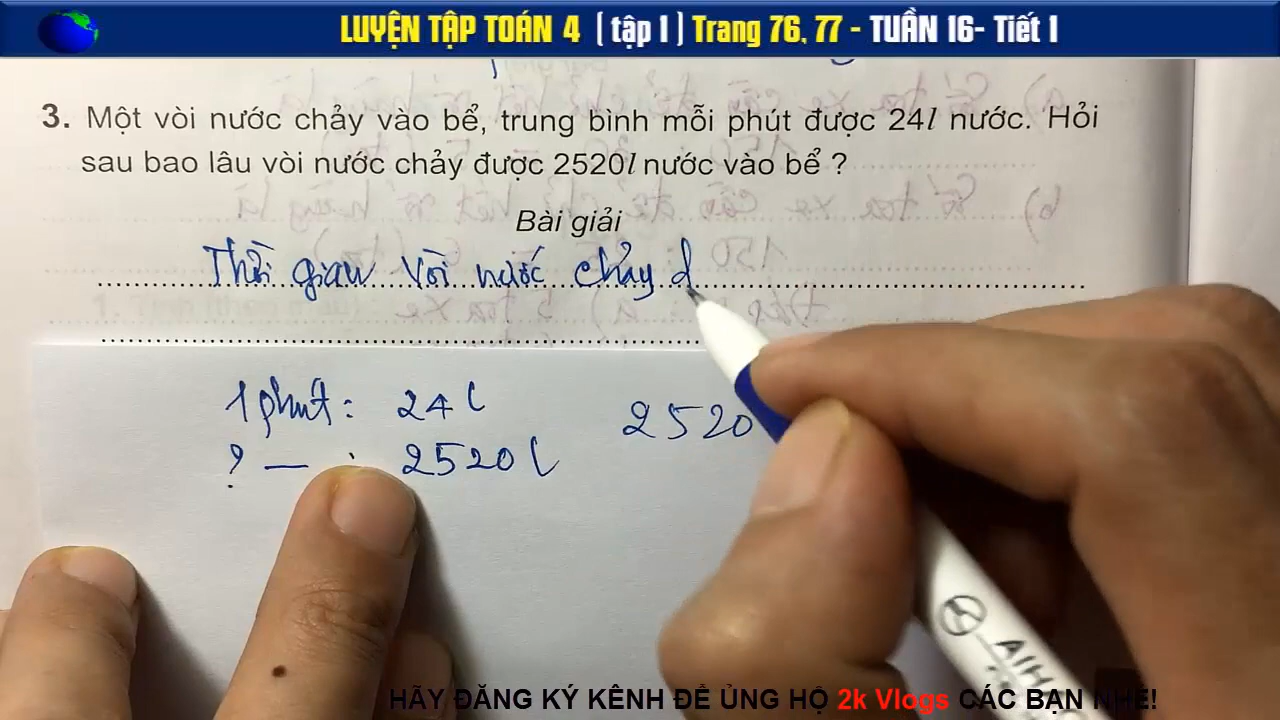 LUYỆN TẬP TOÁN 4 ( tập 1 ) Trang 76, 77 - TUẦN 16- Tiết 1
3. Một vòi nước chảy vào bể, trung bình mỗi phút được 24l nước. Hỏi
sau bao lâu vòi nước chảy được 2520l nước vào bể ?
Bài giải
Thời gian vòi nước chảy
1 phút : 24 l
? — : 2520 l
2520
HÃY ĐĂNG KÝ KÊNH ĐỂ ỦNG HỘ 2k Vlogs CÁC BẠN NHÉ!